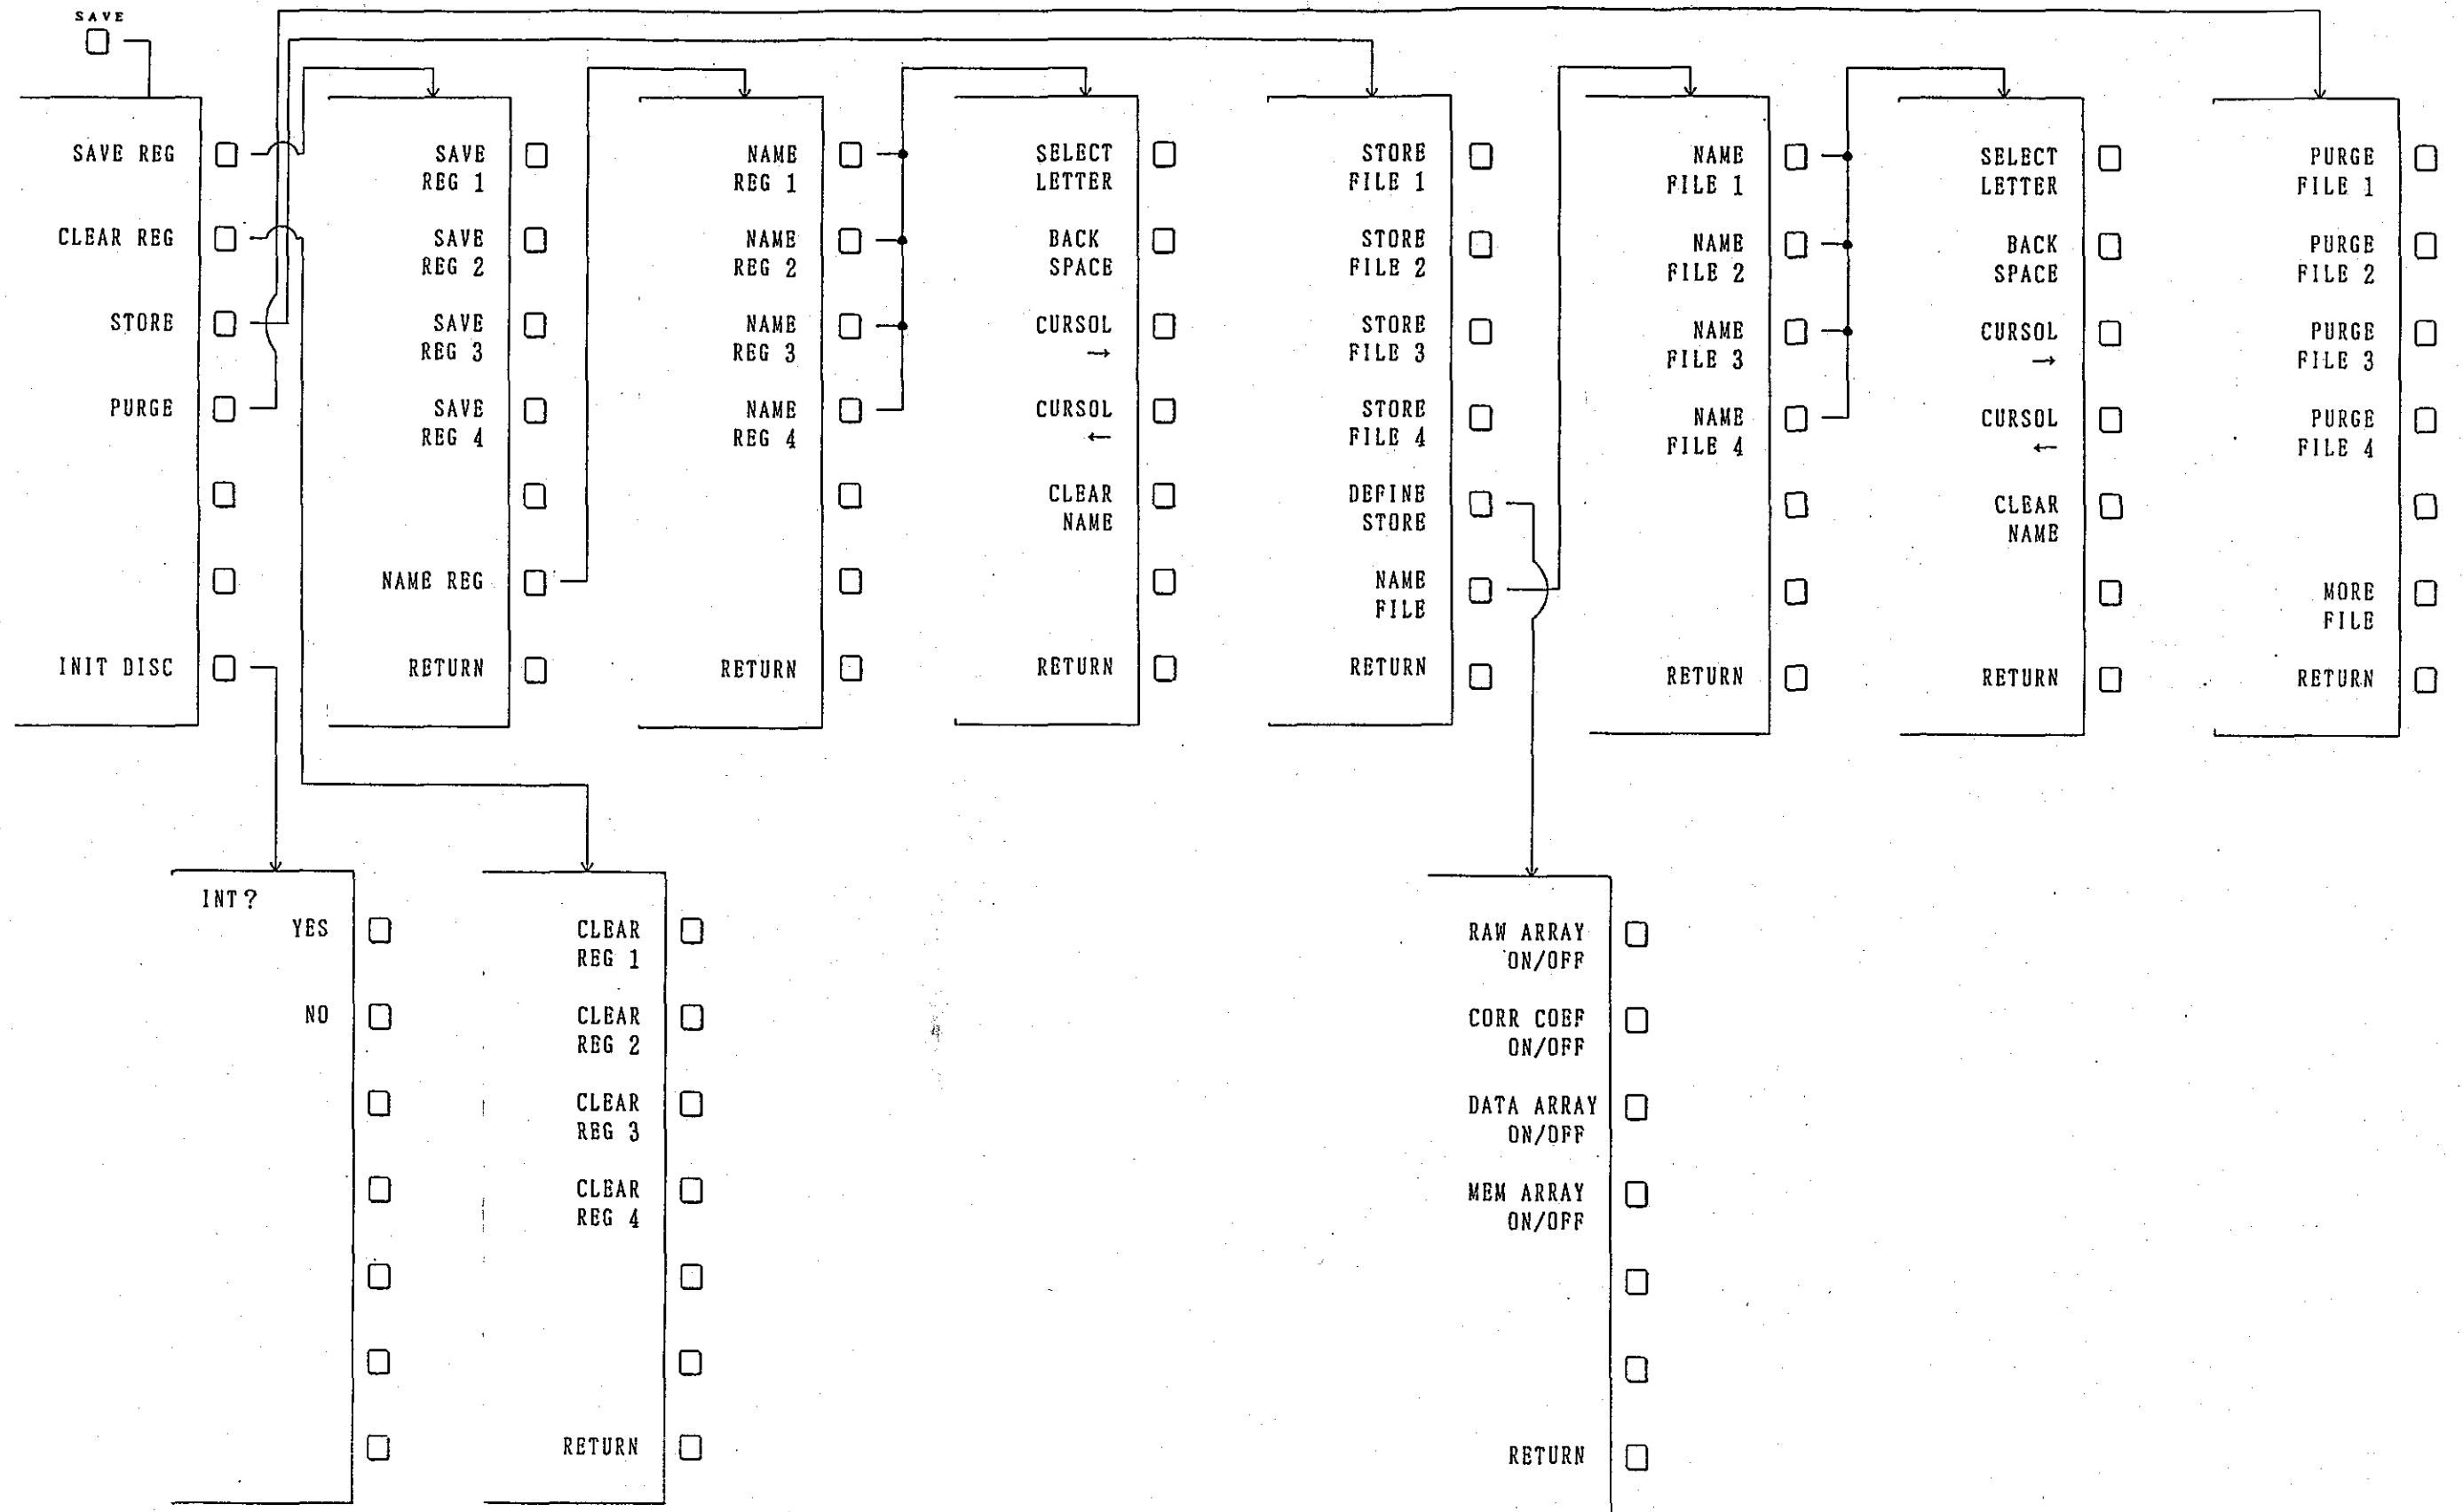 SAVE
SAVE REG
CLEAR REG
STORE
PURGE
INIT DISC
SAVE
REG 1
SAVE
REG 2
SAVE
REG 3
SAVE
REG 4
NAME REG
RETURN
NAME
REG 1
NAME
REG 2
NAME
REG 3
NAME
REG 4
RETURN
SELECT
LETTER
BACK
SPACE
CURSOL
→
CURSOL
←
CLEAR
NAME
RETURN
STORE
FILE 1
STORE
FILE 2
STORE
FILE 3
STORE
FILE 4
DEFINE
STORE
NAME
FILE
RETURN
NAME
FILE 1
NAME
FILE 2
NAME
FILE 3
NAME
FILE 4
RETURN
SELECT
LETTER
BACK
SPACE
CURSOL
→
CURSOL
←
CLEAR
NAME
RETURN
PURGE
FILE 1
PURGE
FILE 2
PURGE
FILE 3
PURGE
FILE 4
MORE
FILE
RETURN
INT?
YES
NO
CLEAR
REG 1
CLEAR
REG 2
CLEAR
REG 3
CLEAR
REG 4
RETURN
RAW ARRAY
ON/OFF
CORR COEF
ON/OFF
DATA ARRAY
ON/OFF
MEM ARRAY
ON/OFF
RETURN